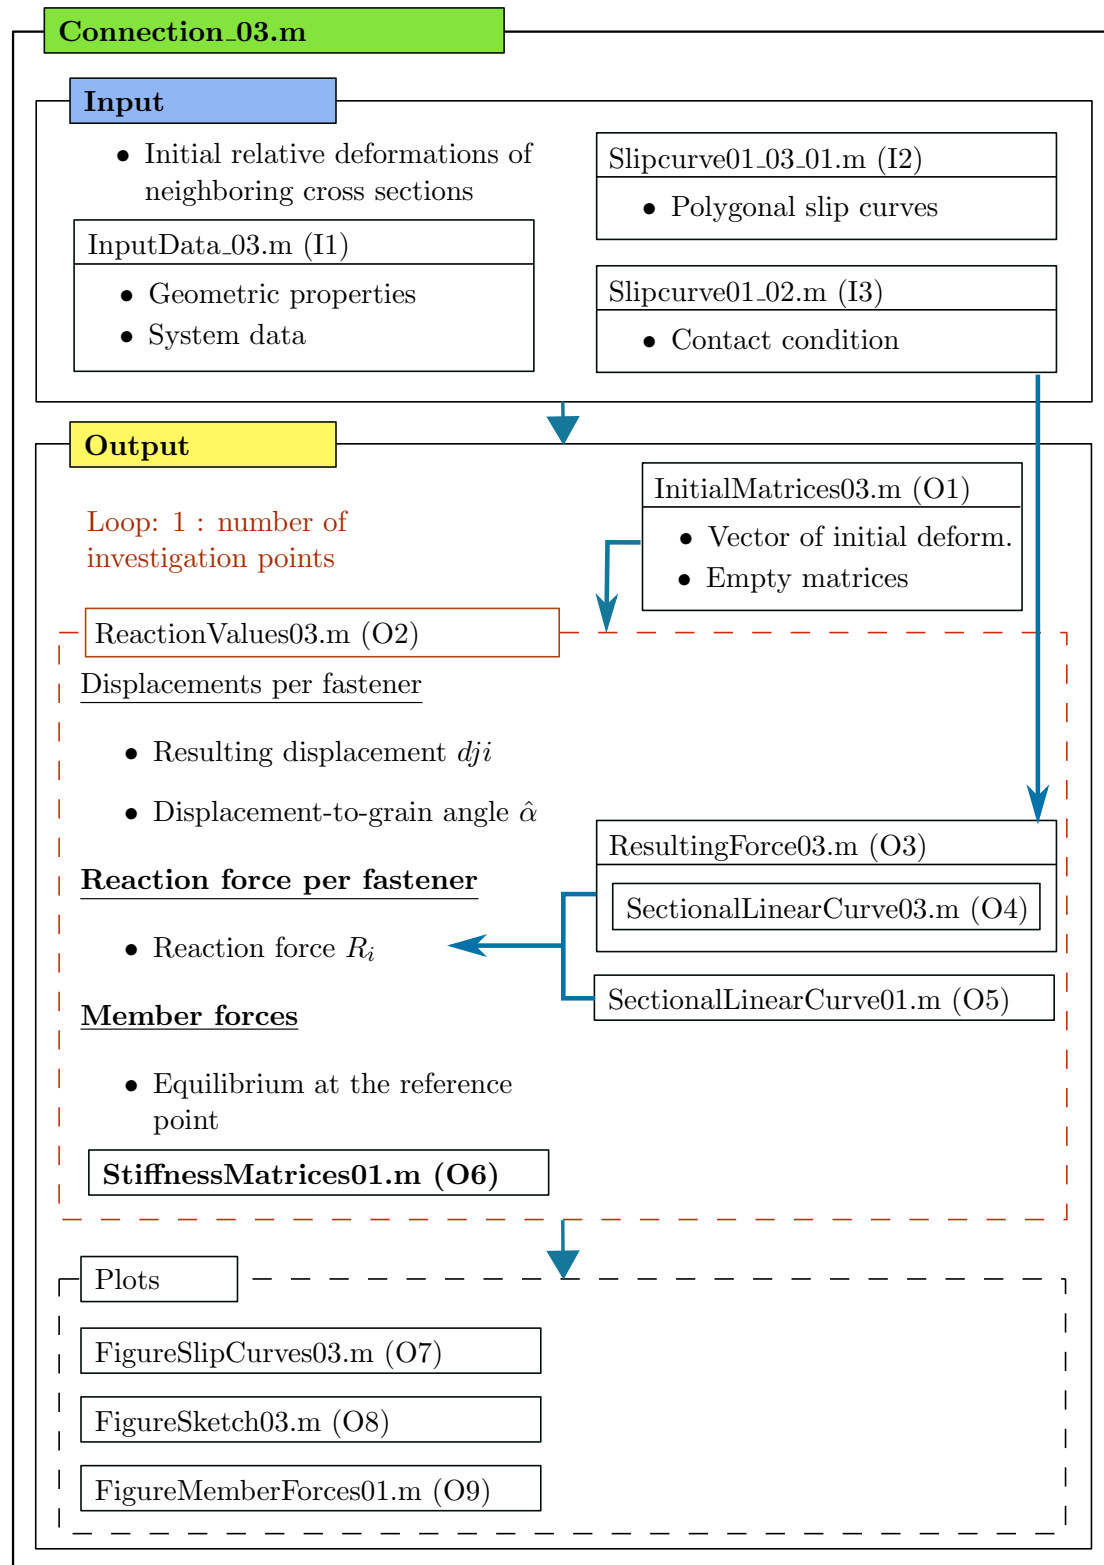 Connection_03.m
Input
• Initial relative deformations of
neighboring cross sections
InputData_03.m (I1)
• Geometric properties
• System data
Slipcurve01_03_01.m (I2)
• Polygonal slip curves
Slipcurve01_02.m (I3)
• Contact condition
Output
Loop: 1 : number of
investigation points
InitialMatrices03.m (O1)
• Vector of initial deform.
• Empty matrices
ReactionValues03.m (O2)
Displacements per fastener
• Resulting displacement dji
• Displacement-to-grain angle α̂
Reaction force per fastener
• Reaction force R_i
Member forces
• Equilibrium at the reference
point
StiffnessMatrices01.m (O6)
ResultingForce03.m (O3)
SectionalLinearCurve03.m (O4)
SectionalLinearCurve01.m (O5)
Plots
FigureSlipCurves03.m (O7)
FigureSketch03.m (O8)
FigureMemberForces01.m (O9)